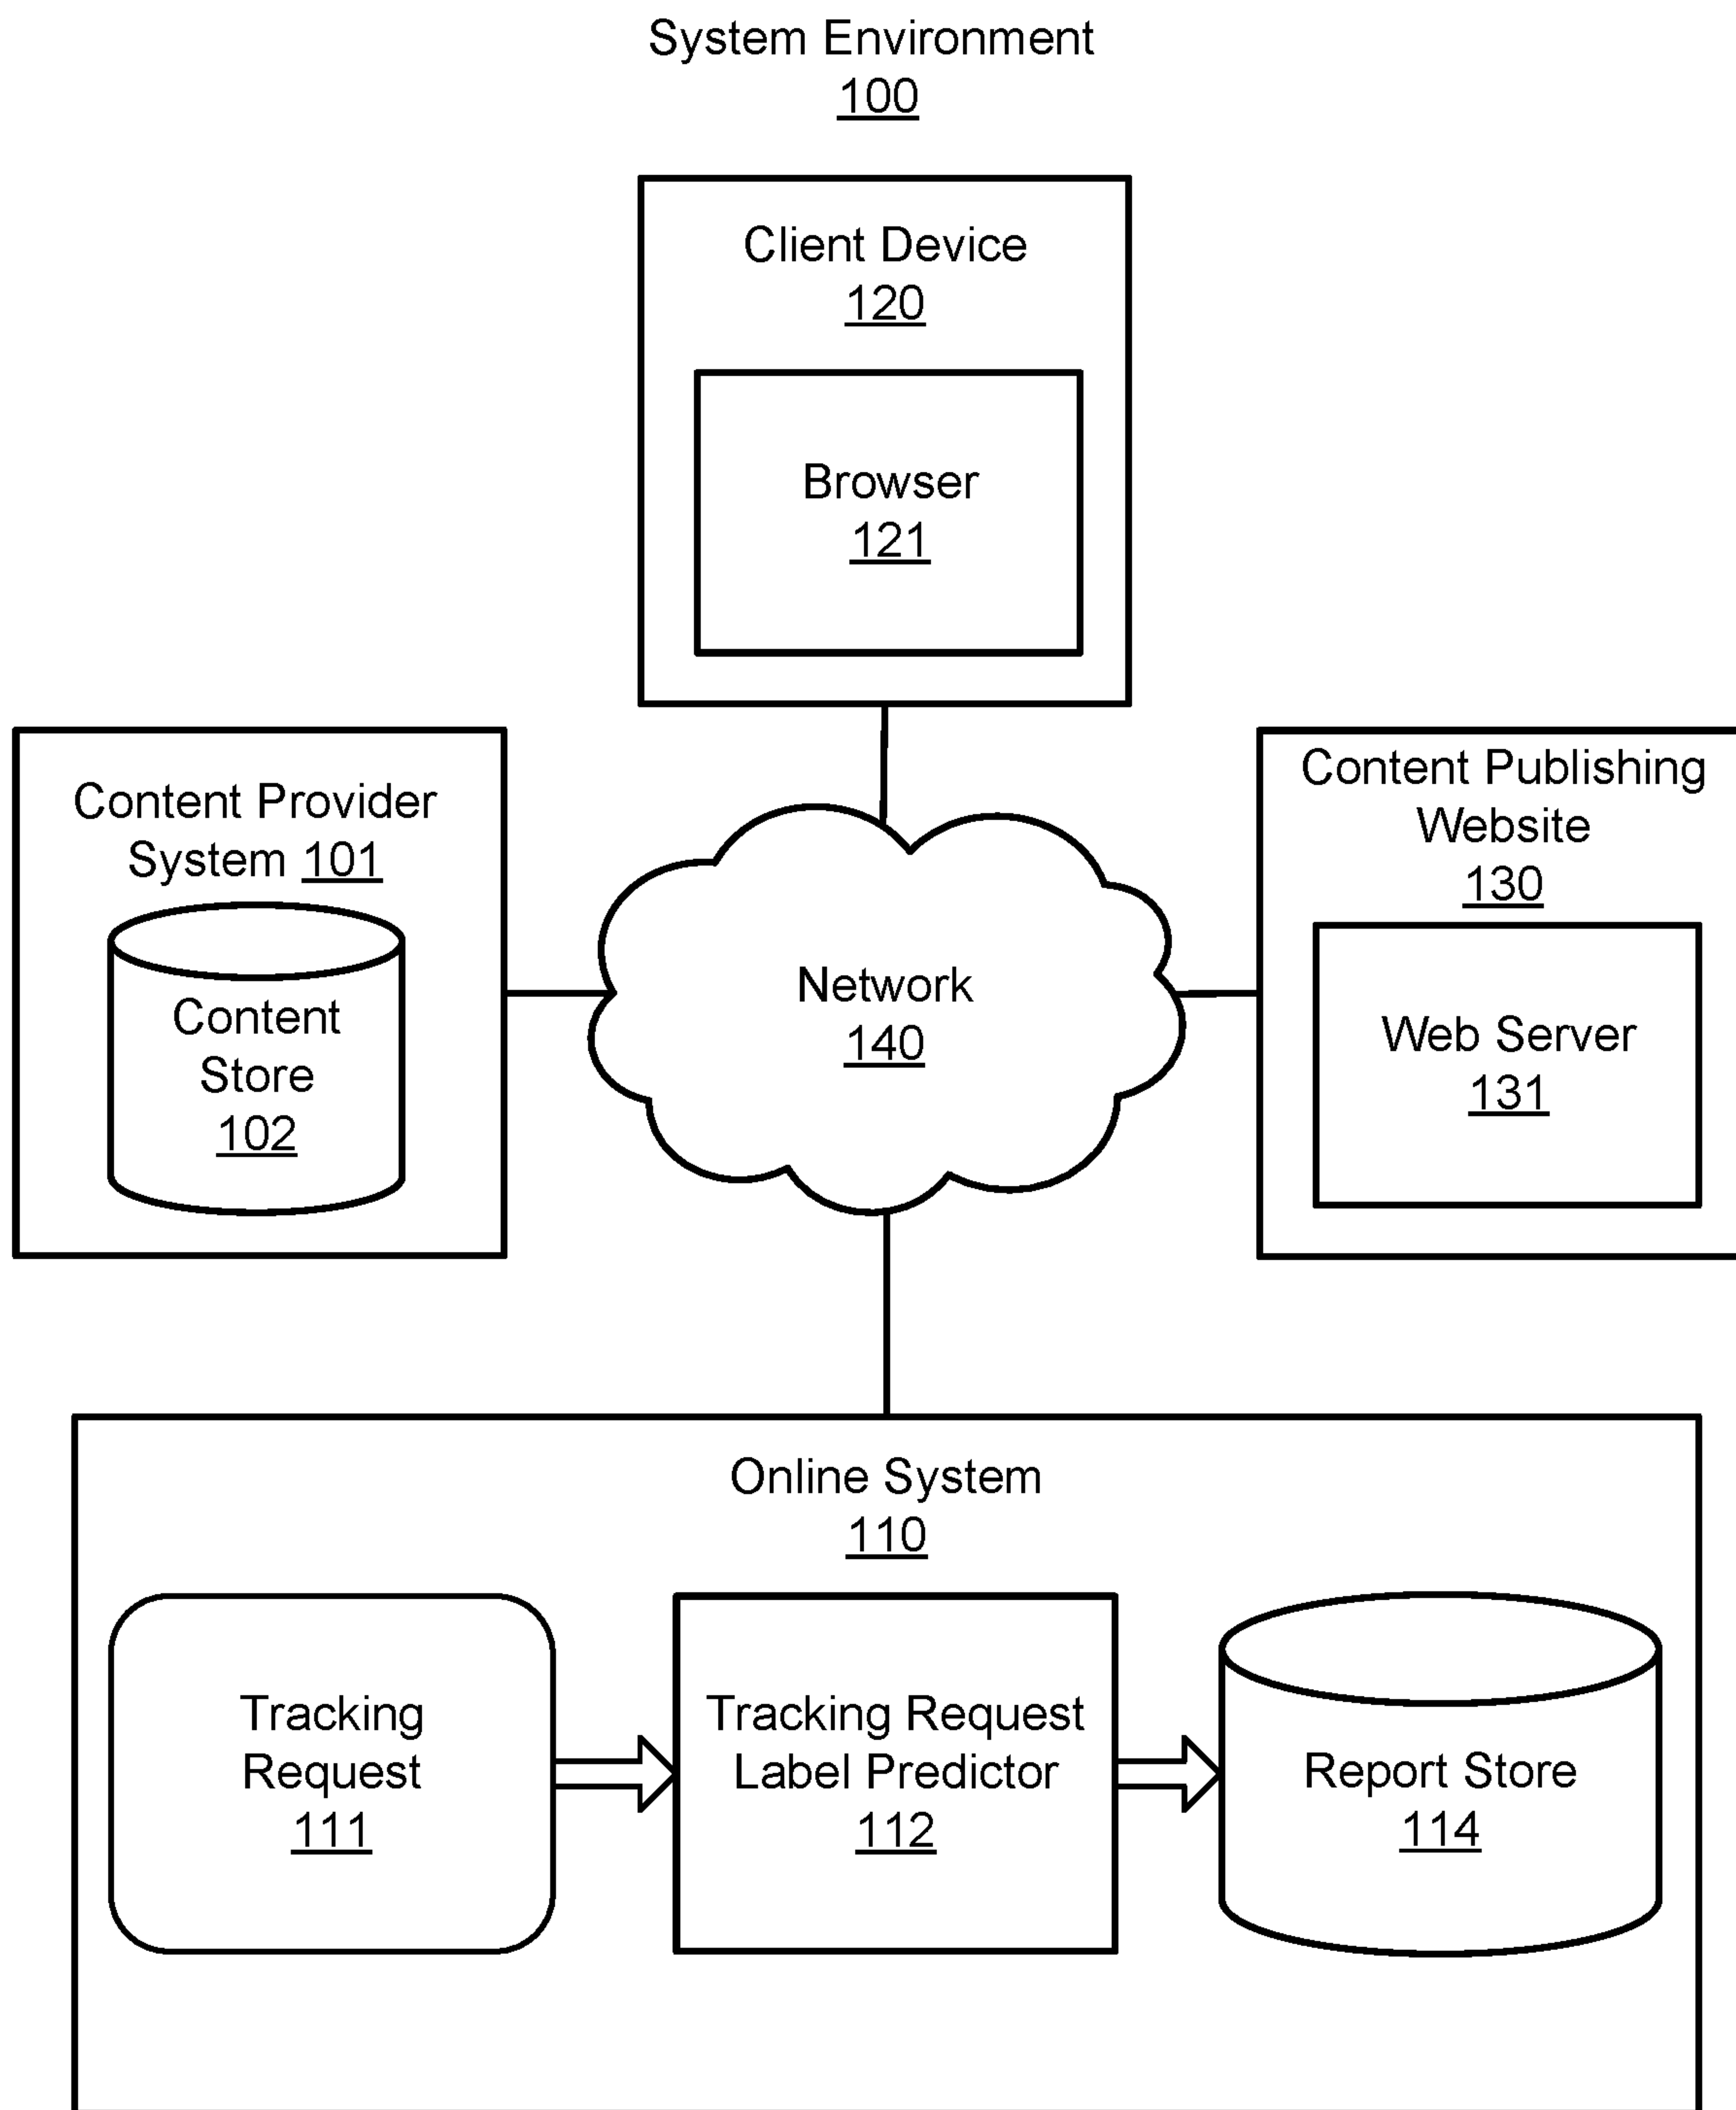 System Environment
100
Client Device
120
Browser
121
Content Provider
System 101
Content
Store
102
Network
140
Content Publishing
Website
130
Web Server
131
Online System
110
Tracking
Request
111
Tracking Request
Label Predictor
112
Report Store
114